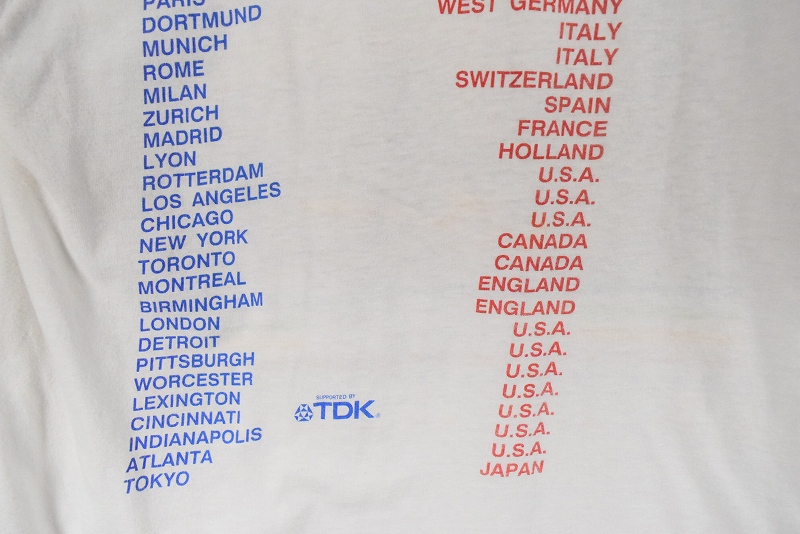 PARIS
DORTMUND
MUNICH WEST GERMANY
ROME ITALY
MILAN ITALY
ZURICH SWITZERLAND
MADRID SPAIN
LYON FRANCE
ROTTERDAM HOLLAND
LOS ANGELES U.S.A.
CHICAGO U.S.A.
NEW YORK U.S.A.
TORONTO CANADA
MONTREAL CANADA
BIRMINGHAM ENGLAND
LONDON ENGLAND
DETROIT U.S.A.
PITTSBURGH U.S.A.
WORCESTER U.S.A.
LEXINGTON U.S.A.
CINCINNATI U.S.A.
INDIANAPOLIS U.S.A.
ATLANTA U.S.A.
TOKYO JAPAN
SUPPORTED BY
TDK®